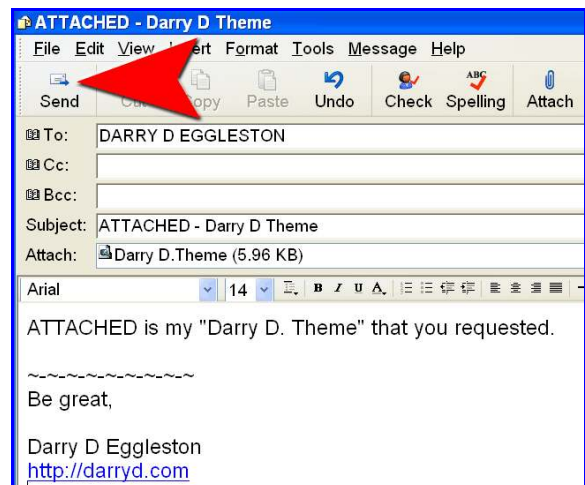 ATTACHED - Darry D Theme
File Edit View Format Tools Message Help
Send Copy Paste Undo Check Spelling Attach
ABC
To: DARRY D EGGLESTON
Cc:
Bcc:
Subject: ATTACHED - Darry D Theme
Attach: Darry D.Theme (5.96 KB)
Arial 14 B I U A
ATTACHED is my "Darry D. Theme" that you requested.
~-~-~-~-~-~-~-~-~
Be great,
Darry D Eggleston
http://darryd.com